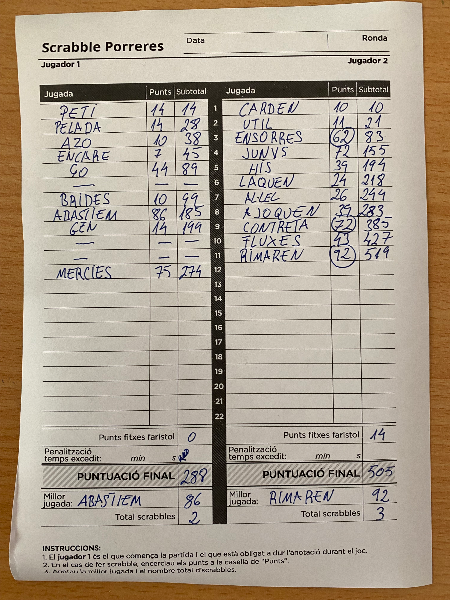 Scrabble Porreres Data Ronda
Jugador 1 Jugador 2
Jugada Punts Subtotal Jugada Punts Subtotal
PETI 14 14 1 CARDEN 10 10
PELADA 14 28 2 UTIL 11 21
AZO 10 38 3 ENSORRES 62 83
ENCARE 7 45 4 JUNYS 72 155
GO 44 89 5 HIS 39 194
— — 6 LAQUEN 24 218
BRIDES 10 99 7 AL·LEL 26 244
ABASTIEM 86 185 8 AJOQUEN 39 283
GEN 14 199 9 CONTRETA 72 385
— — 10 FLUXES 43 427
— — 11 RIMAREN 92 519
MERCIES 75 274 12
13
14
15
16
17
18
19
20
21
22
Punts fitxes faristol 0 Punts fitxes faristol 14
Penalització temps excedit: min s Penalització temps excedit: min s
PUNTUACIÓ FINAL 288 PUNTUACIÓ FINAL 505
Millor jugada: ABASTIEM 86 Millor jugada: RIMAREN 92
Total scrabbles 2 Total scrabbles 3
INSTRUCCIONS:
1. El jugador 1 és el que comença la partida i el que està obligat a dur l'anotació durant el joc.
2. En el cas de fer scrabble, encercleu els punts a la casella de "Punts".
3. Anotau la millor jugada i el nombre total d'scrabbles.